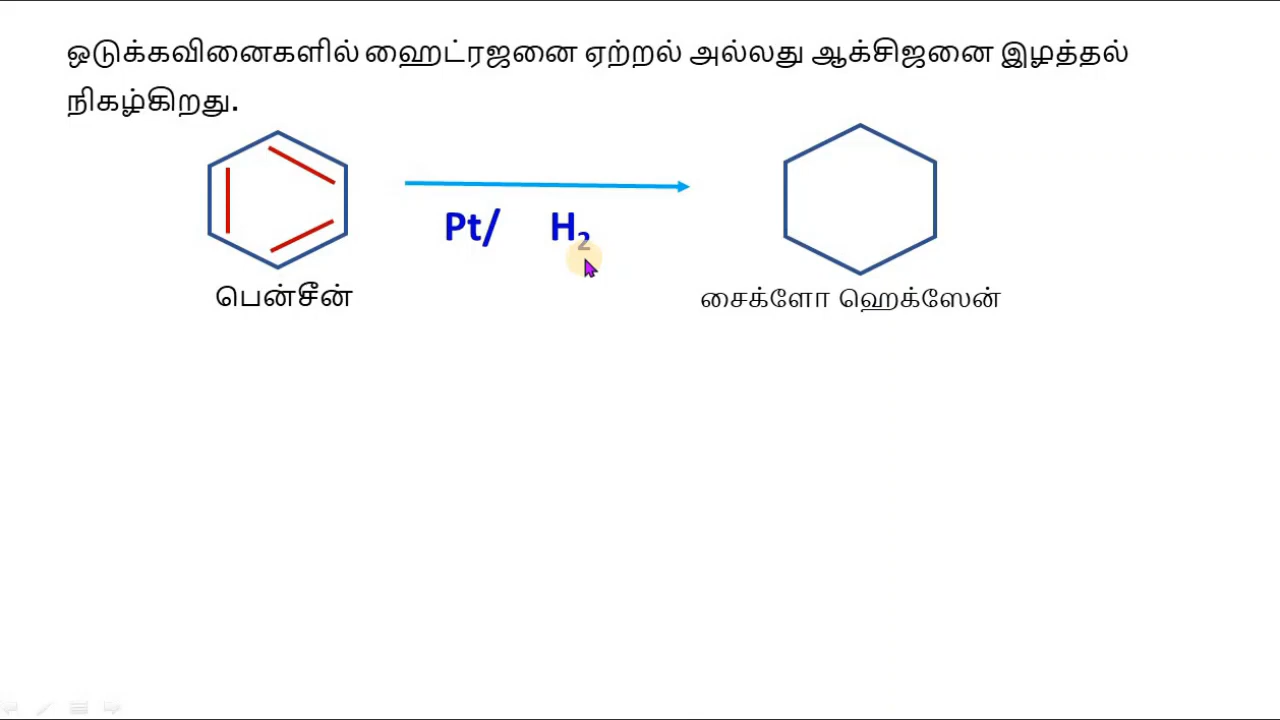 ஒடுக்கவினைகளில் ஹைட்ரஜனை ஏற்றல் அல்லது ஆக்சிஜனை இழத்தல்
நிகழ்கிறது.
Pt/ H₂
பென்சீன்
சைக்ளோ ஹெக்ஸேன்